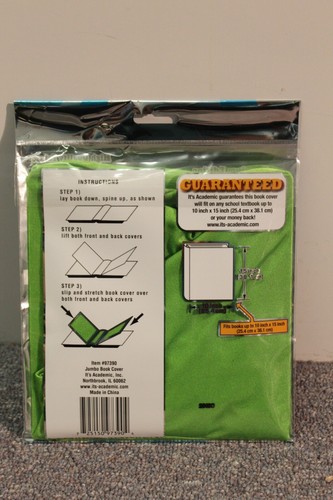 INSTRUCTIONS
STEP 1)
lay book down, spine up, as shown
STEP 2)
lift both front and back covers
STEP 3)
slip and stretch book cover over
both front and back covers
Item #97390
Jumbo Book Cover
It's Academic, Inc.
Northbrook, IL 60062
www.its-academic.com
Made in China
GUARANTEED
It's Academic guarantees this book cover
will fit on any school textbook up to
10 inch x 15 inch (25.4 cm x 38.1 cm)
or your money back!
www.its-academic.com
Fits books up to 10 inch x 15 inch
(25.4 cm x 38.1 cm)